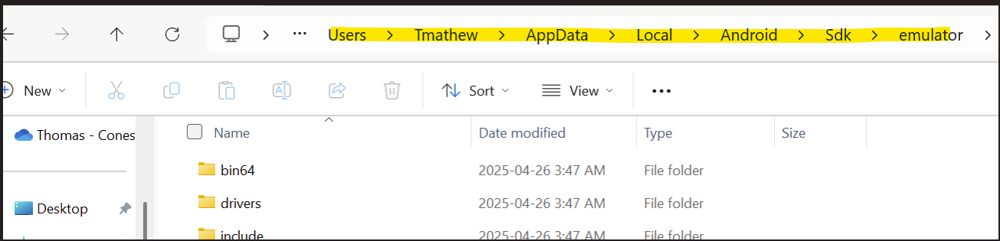 Users > Tmathew > AppData > Local > Android > Sdk > emulator >
New Sort View
Thomas - Cones Name Date modified Type Size
bin64 2025-04-26 3:47 AM File folder
Desktop drivers 2025-04-26 3:47 AM File folder
include 2025-04-26 3:47 AM File folder